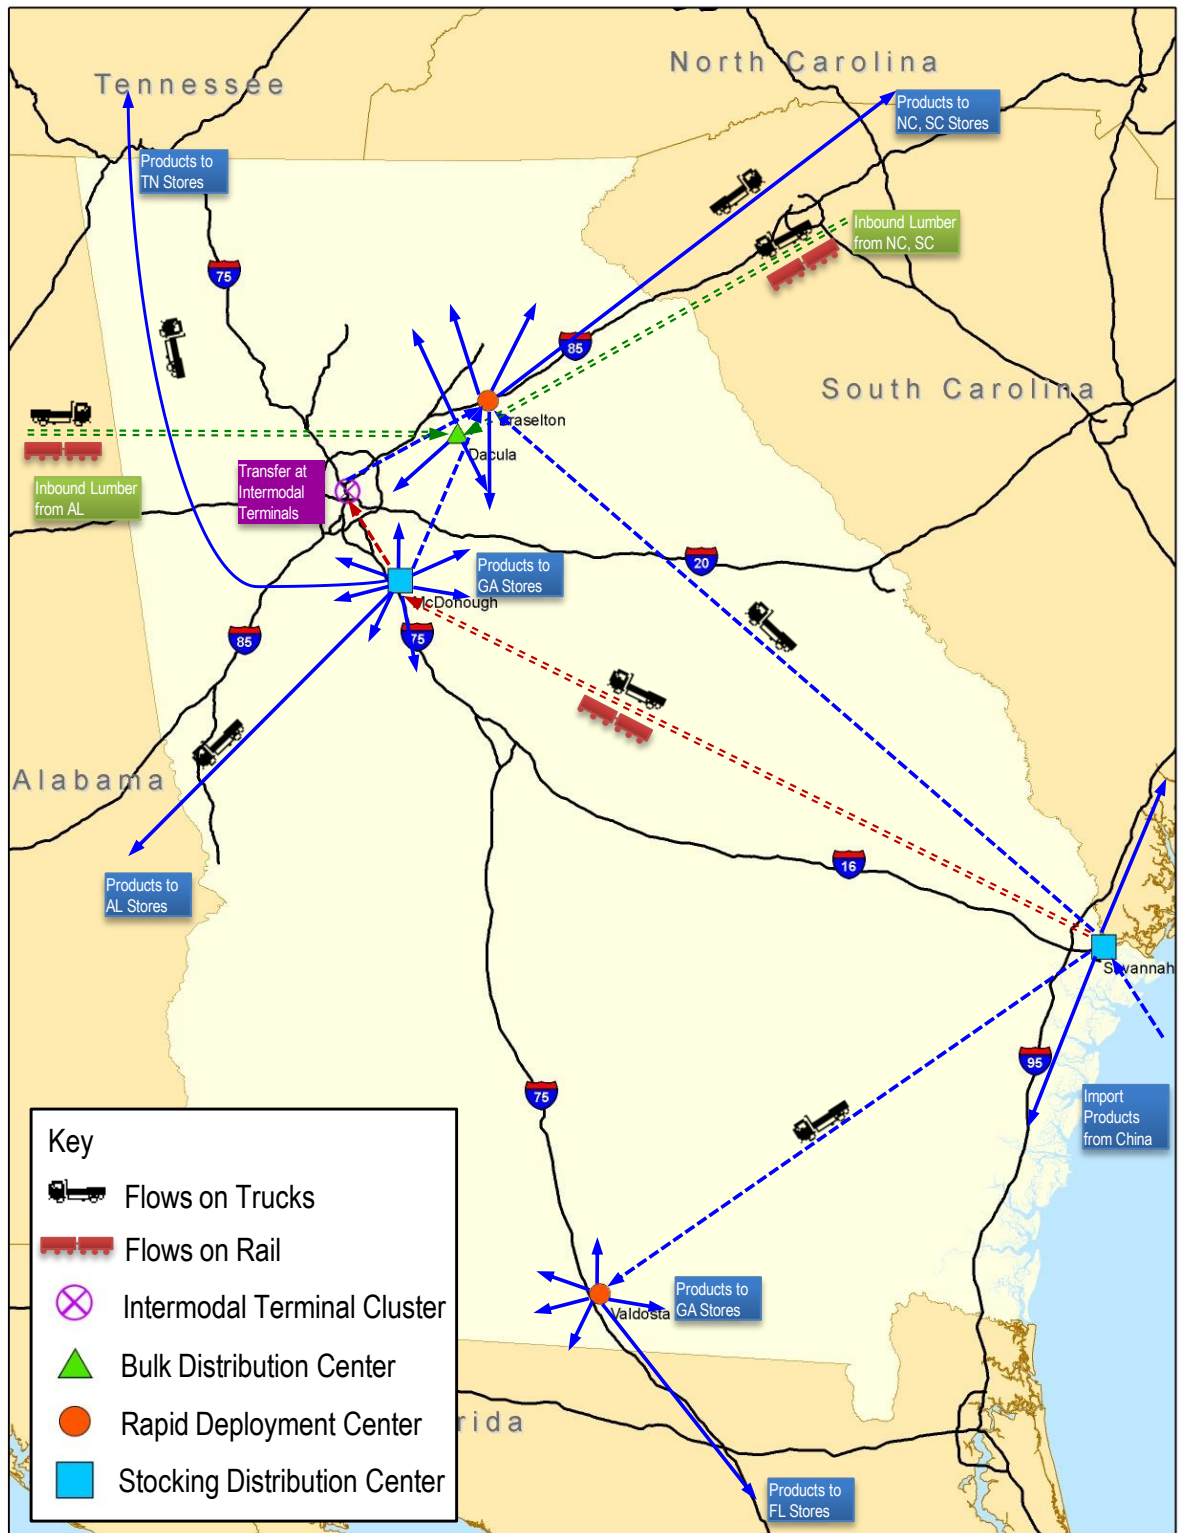 North Carolina
Tennessee
Products to
NC, SC Stores
Products to
TN Stores
Inbound Lumber
from NC, SC
75
85
South Carolina
Braselton
Dacula
Transfer at
Intermodal
Terminals
Inbound Lumber
from AL
20
Products to
GA Stores
McDonough
85
75
Alabama
16
Products to
AL Stores
Savannah
95
75
Import
Products
from China
Products to
GA Stores
Valdosta
rida
Products to
FL Stores
Key
Flows on Trucks
Flows on Rail
Intermodal Terminal Cluster
Bulk Distribution Center
Rapid Deployment Center
Stocking Distribution Center